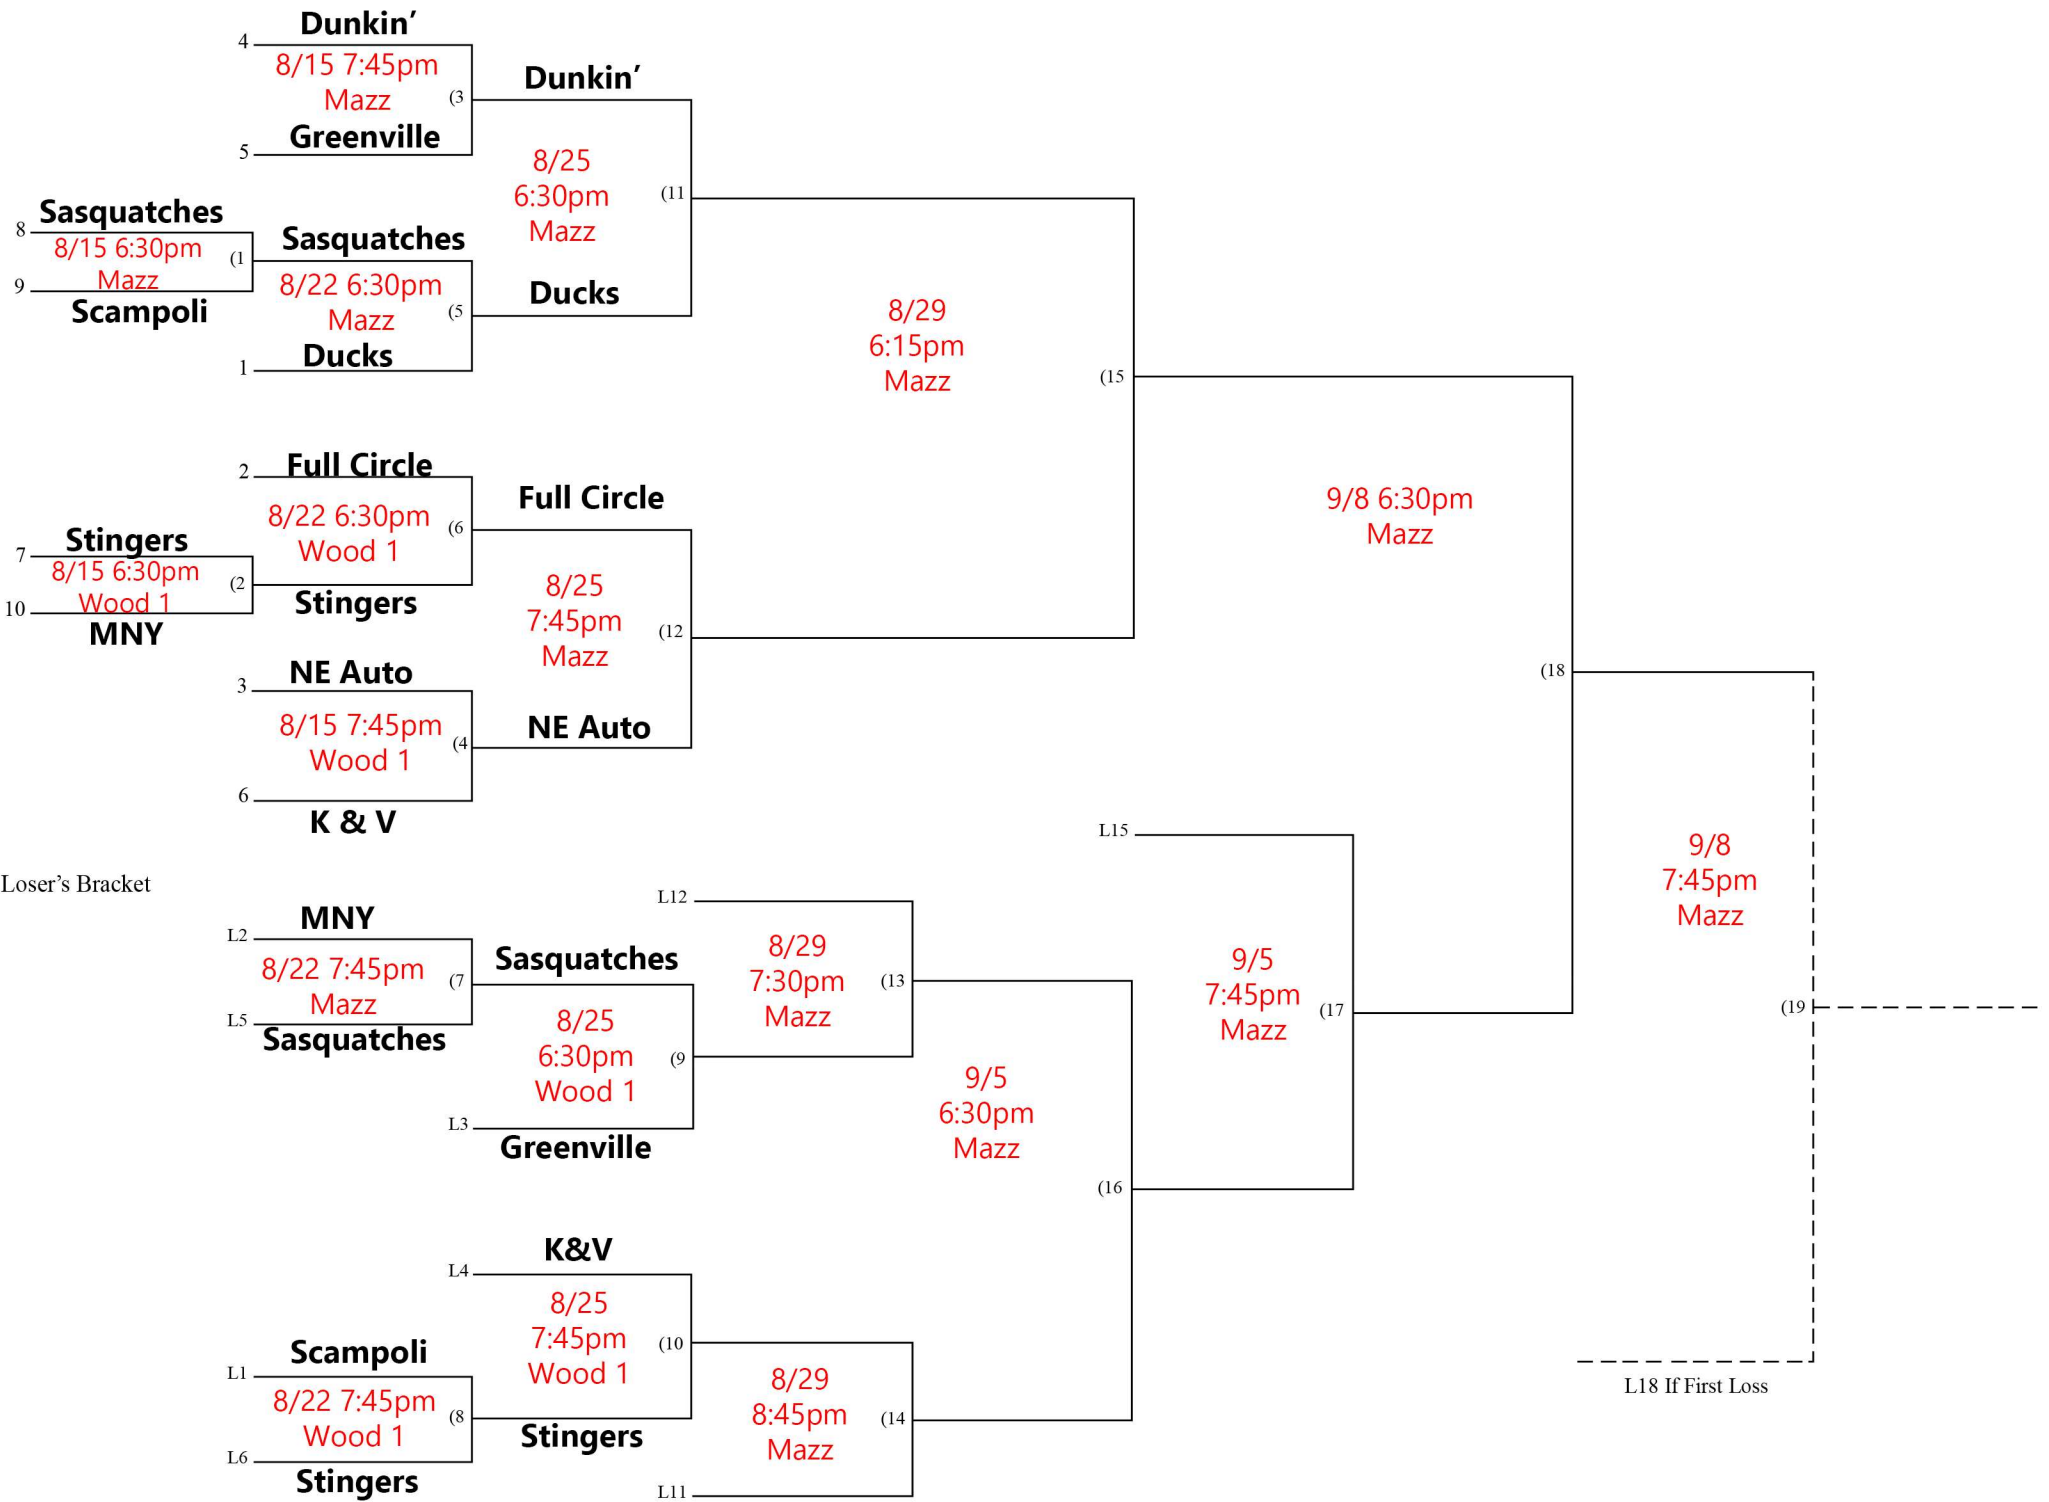 Dunkin’
4
8/15 7:45pm
Mazz
(3
Greenville
5
Dunkin’
8/25
6:30pm
Mazz
(11
Sasquatches
8
8/15 6:30pm
Mazz
(1
9
Scampoli
Sasquatches
8/22 6:30pm
Mazz
(5
Ducks
1
Ducks
8/29
6:15pm
Mazz
(15
Full Circle
2
8/22 6:30pm
Wood 1
(6
Stingers
7
8/15 6:30pm
Wood 1
(2
10
MNY
Stingers
Full Circle
8/25
7:45pm
Mazz
(12
NE Auto
3
8/15 7:45pm
Wood 1
(4
6
K & V
NE Auto
9/8 6:30pm
Mazz
(18
Loser’s Bracket
MNY
L2
8/22 7:45pm
Mazz
(7
L5
Sasquatches
Sasquatches
8/25
6:30pm
Wood 1
(9
L3
Greenville
L12
8/29
7:30pm
Mazz
(13
9/5
6:30pm
Mazz
(16
L15
9/5
7:45pm
Mazz
(17
9/8
7:45pm
Mazz
(19
L18 If First Loss
K&V
L4
8/25
7:45pm
Wood 1
(10
Scampoli
L1
8/22 7:45pm
Wood 1
(8
L6
Stingers
Stingers
8/29
8:45pm
Mazz
(14
L11